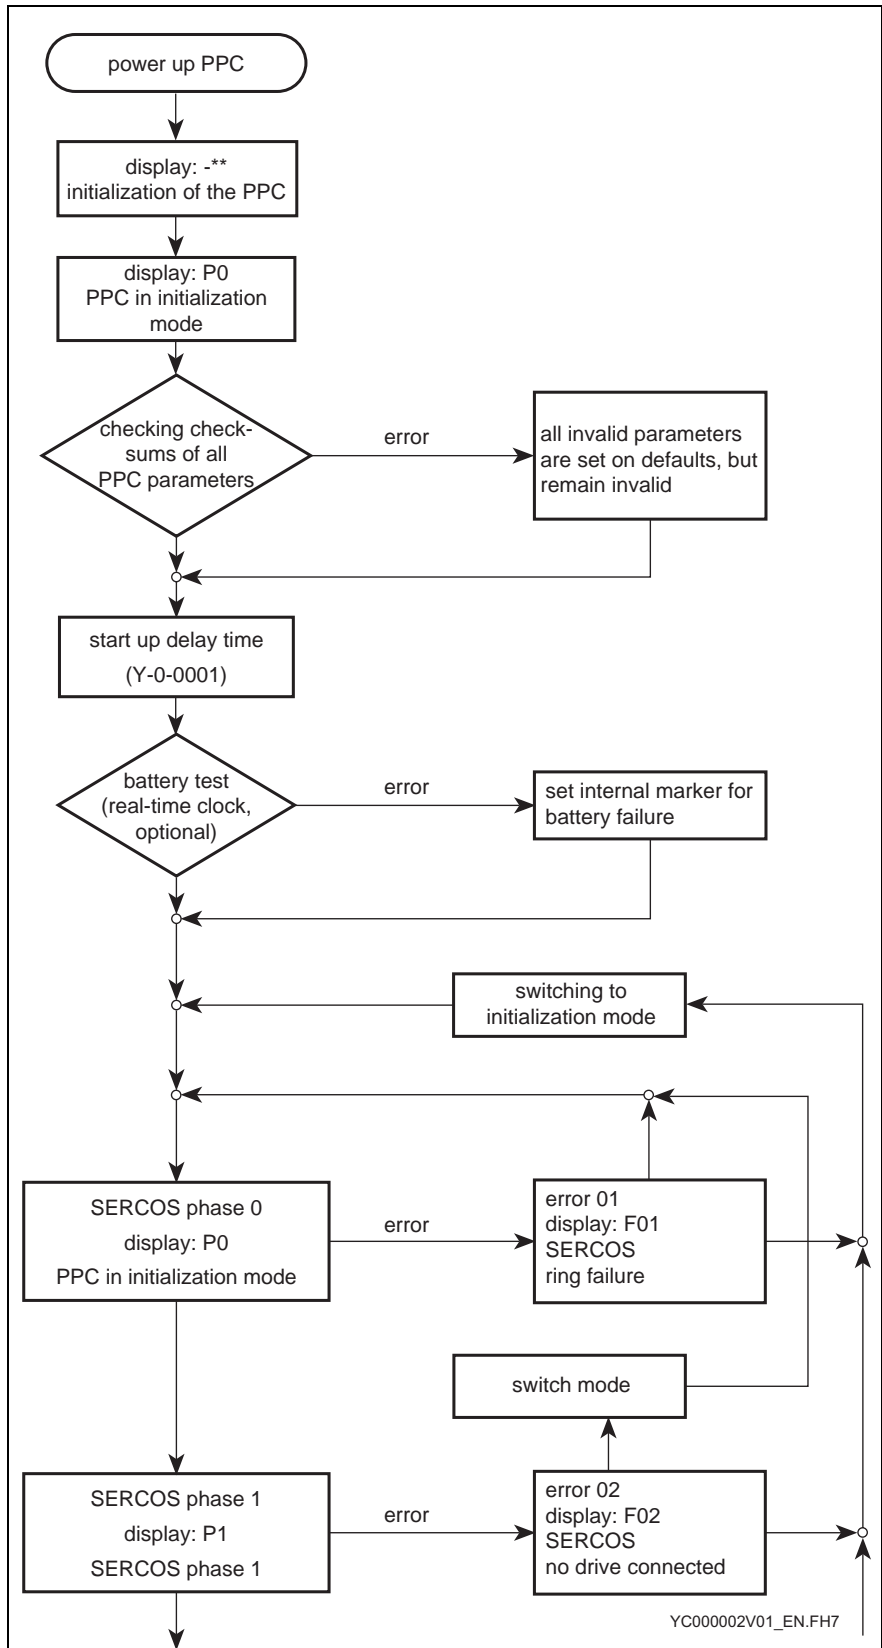 power up PPC
display: -**
initialization of the PPC
display: P0
PPC in initialization
mode
checking check-
sums of all
PPC parameters
error
all invalid parameters
are set on defaults, but
remain invalid
start up delay time
(Y-0-0001)
battery test
(real-time clock,
optional)
error
set internal marker for
battery failure
switching to
initialization mode
SERCOS phase 0
display: P0
PPC in initialization mode
error
error 01
display: F01
SERCOS
ring failure
switch mode
SERCOS phase 1
display: P1
SERCOS phase 1
error
error 02
display: F02
SERCOS
no drive connected
YC000002V01_EN.FH7